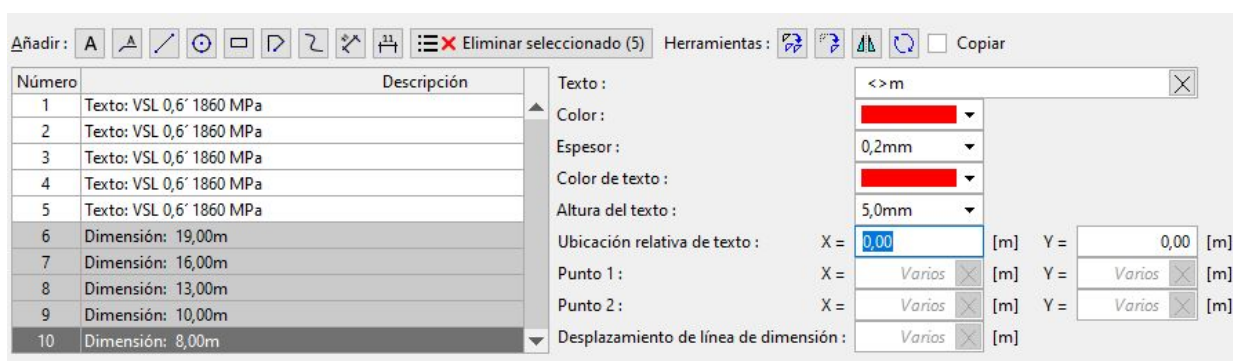 Añadir : A A 11 Eliminar seleccionado (5) Herramientas : Copiar
Número Descripción
1 Texto: VSL 0,6´ 1860 MPa
2 Texto: VSL 0,6´ 1860 MPa
3 Texto: VSL 0,6´ 1860 MPa
4 Texto: VSL 0,6´ 1860 MPa
5 Texto: VSL 0,6´ 1860 MPa
6 Dimensión: 19,00m
7 Dimensión: 16,00m
8 Dimensión: 13,00m
9 Dimensión: 10,00m
10 Dimensión: 8,00m
Texto : <>m
Color :
Espesor : 0,2mm
Color de texto :
Altura del texto : 5,0mm
Ubicación relativa de texto : X = 0,00 [m] Y = 0,00 [m]
Punto 1 : X = Varios [m] Y = Varios [m]
Punto 2 : X = Varios [m] Y = Varios [m]
Desplazamiento de línea de dimensión : Varios [m]